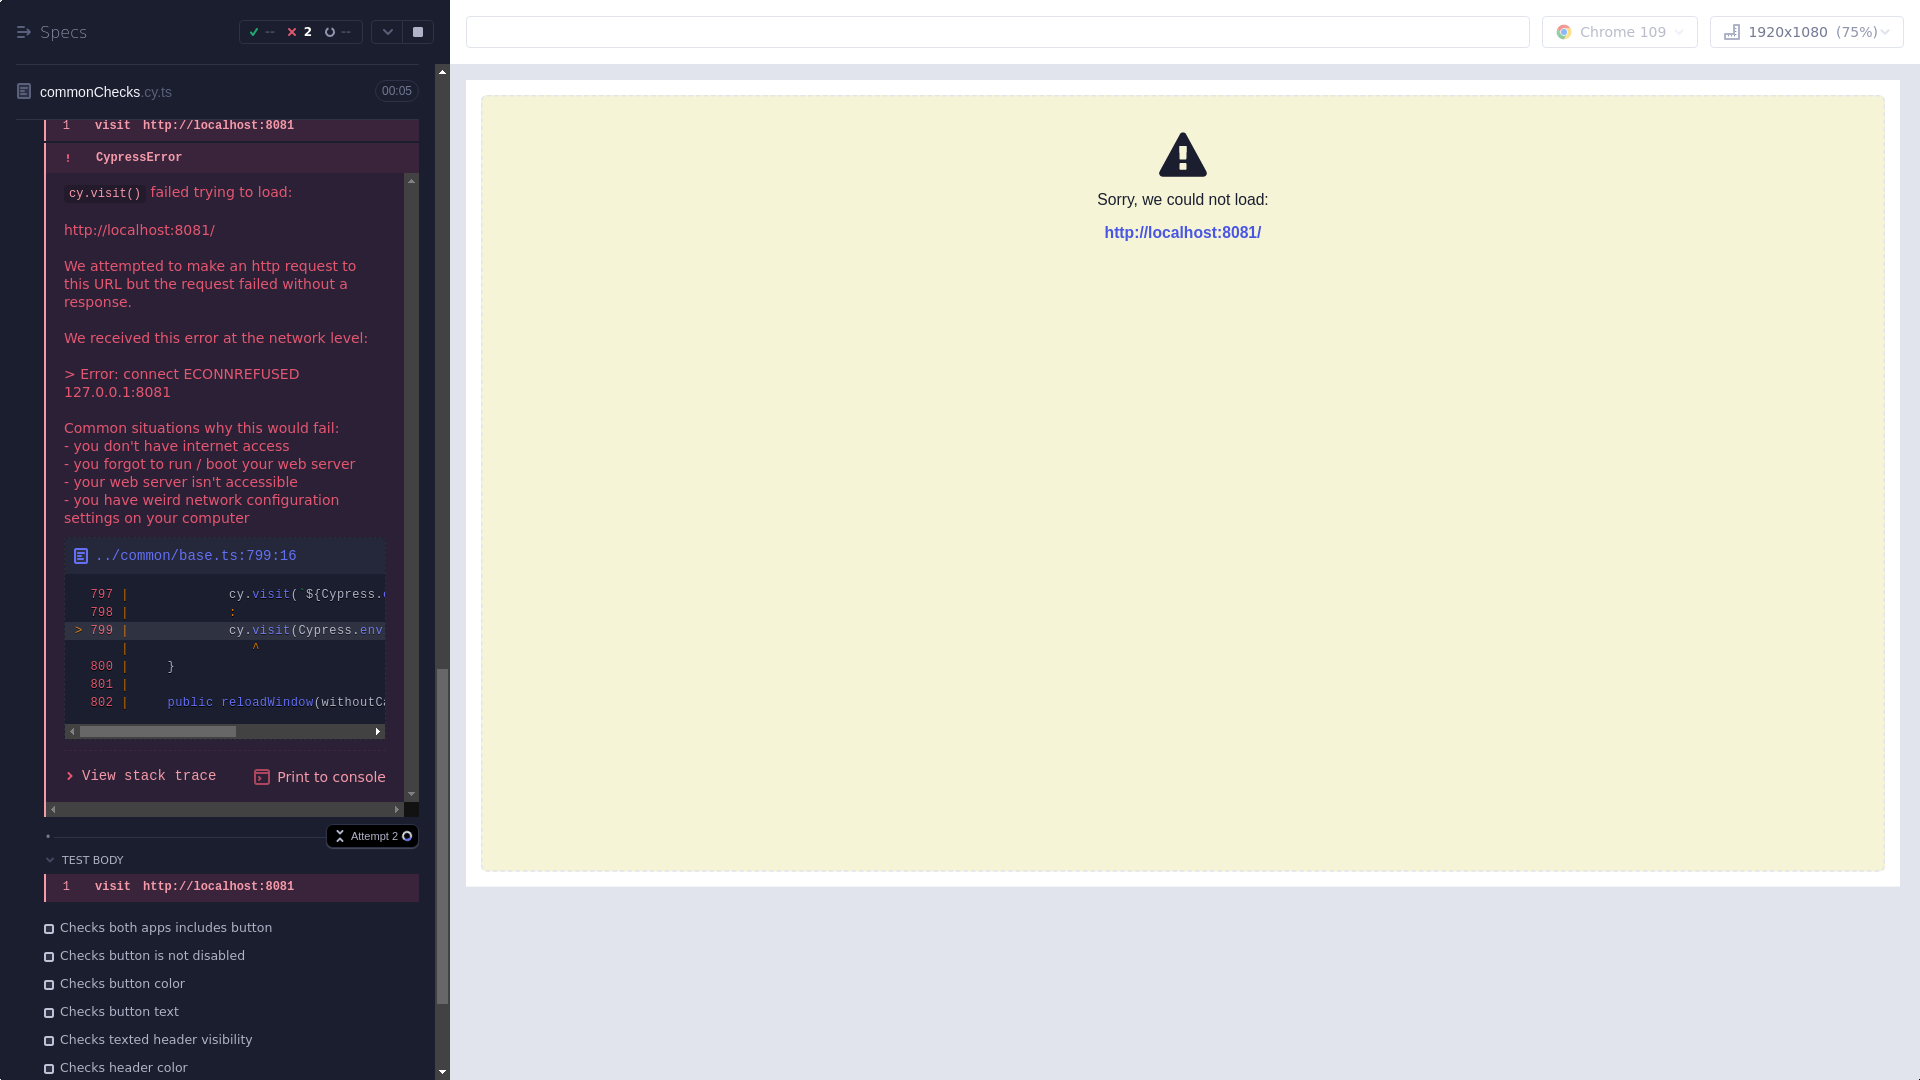 Specs
-- 2 --
commonChecks.cy.ts 00:05
1 visit http://localhost:8081
! CypressError
cy.visit() failed trying to load:
http://localhost:8081/
We attempted to make an http request to
this URL but the request failed without a
response.
We received this error at the network level:
> Error: connect ECONNREFUSED
127.0.0.1:8081
Common situations why this would fail:
- you don't have internet access
- you forgot to run / boot your web server
- your web server isn't accessible
- you have weird network configuration
settings on your computer
../common/base.ts:799:16
797 | cy.visit(`${Cypress.
798 | :
> 799 | cy.visit(Cypress.env
| ^
800 | }
801 |
802 | public reloadWindow(withoutCa
View stack trace Print to console
Attempt 2
TEST BODY
1 visit http://localhost:8081
Checks both apps includes button
Checks button is not disabled
Checks button color
Checks button text
Checks texted header visibility
Checks header color
Chrome 109
1920x1080 (75%)
Sorry, we could not load:
http://localhost:8081/